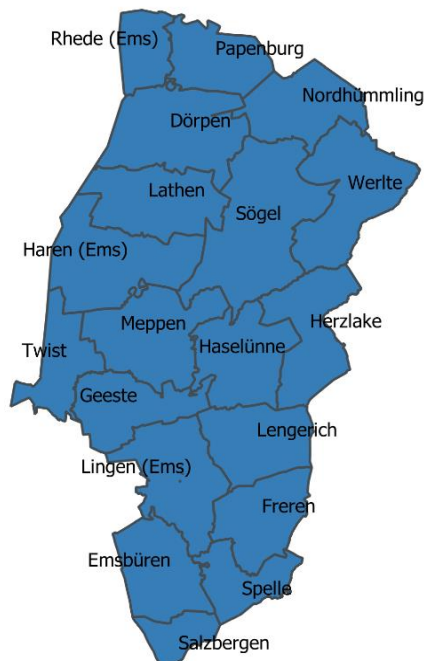 Rhede (Ems)
Papenburg
Nordhümmling
Dörpen
Werlte
Lathen
Sögel
Haren (Ems)
Herzlake
Meppen
Twist
Haselünne
Geeste
Lengerich
Lingen (Ems)
Freren
Emsbüren
Spelle
Salzbergen